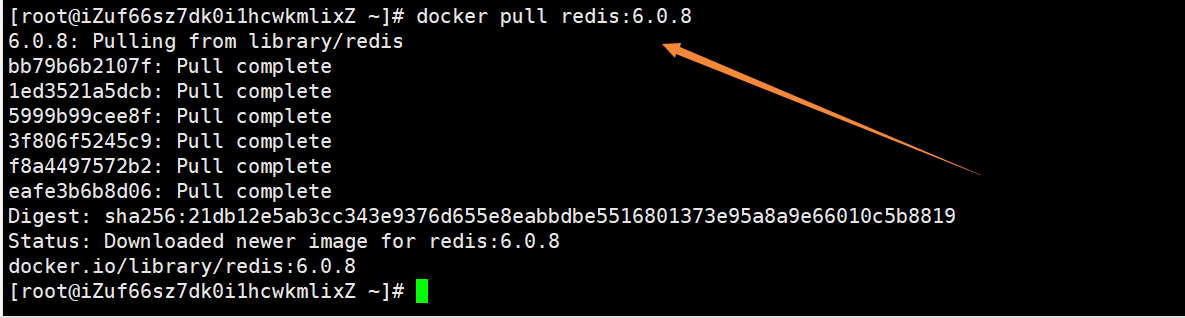 [root@iZuf66sz7dk0i1hcwkmlixZ ~]# docker pull redis:6.0.8
6.0.8: Pulling from library/redis
bb79b6b2107f: Pull complete
1ed3521a5dcb: Pull complete
5999b99cee8f: Pull complete
3f806f5245c9: Pull complete
f8a4497572b2: Pull complete
eafe3b6b8d06: Pull complete
Digest: sha256:21db12e5ab3cc343e9376d655e8eabbdbe5516801373e95a8a9e66010c5b8819
Status: Downloaded newer image for redis:6.0.8
docker.io/library/redis:6.0.8
[root@iZuf66sz7dk0i1hcwkmlixZ ~]#